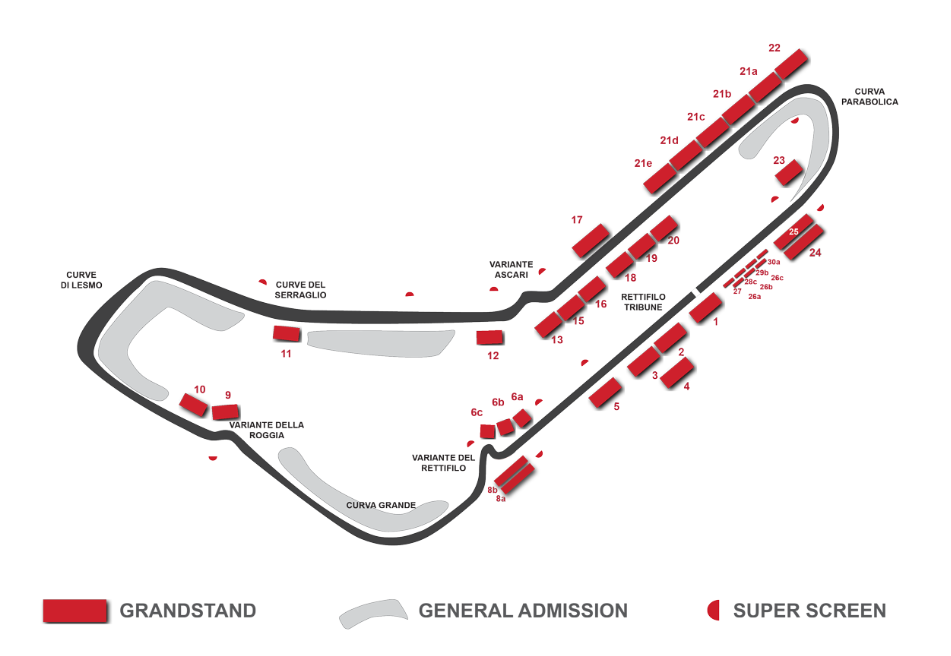 22
21a
21b
21c
21d
21e
CURVA
PARABOLICA
23
17
20
19
18
25
24
VARIANTE
ASCARI
30a
29b
28c
26c
27
26b
26a
CURVE
DI LESMO
CURVE DEL
SERRAGLIO
16
15
13
RETTIFILO
TRIBUNE
1
2
3
4
5
11
12
10
9
6a
6b
6c
VARIANTE DELLA
ROGGIA
VARIANTE DEL
RETTIFILO
8b
8a
CURVA GRANDE
GRANDSTAND
GENERAL ADMISSION
SUPER SCREEN